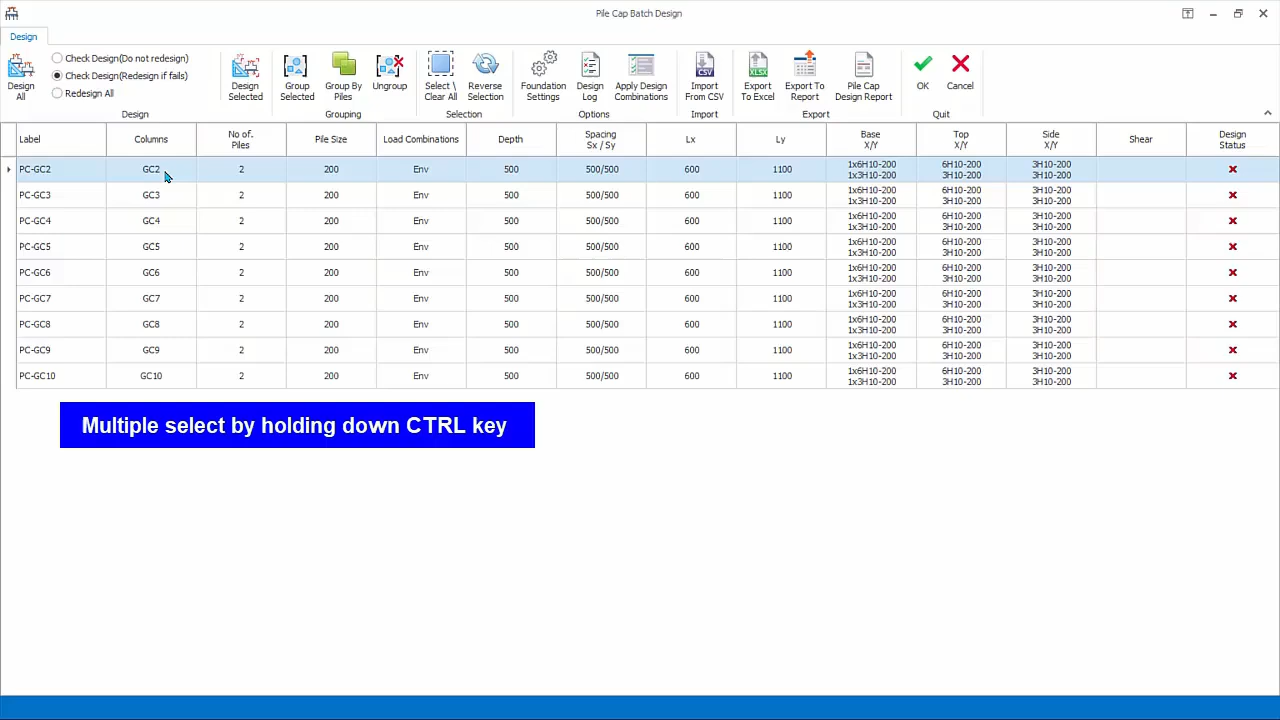 Pile Cap Batch Design
Design
Design All
Check Design(Do not redesign)
Check Design(Redesign if fails)
Redesign All
Design Selected
Group Selected
Group By Piles
Ungroup
Select \ Clear All
Reverse Selection
Foundation Settings
Design Log
Apply Design Combinations
Import From CSV
Export To Excel
Export To Report
Pile Cap Design Report
OK
Cancel
Design Grouping Selection Options Import Export Quit
Label Columns No of. Piles Pile Size Load Combinations Depth Spacing Sx / Sy Lx Ly Base X/Y Top X/Y Side X/Y Shear Design Status
PC-GC2 GC2 2 200 Env 500 500/500 600 1100 1x6H10-200 6H10-200 3H10-200
1x3H10-200 3H10-200 3H10-200
PC-GC3 GC3 2 200 Env 500 500/500 600 1100 1x6H10-200 6H10-200 3H10-200
1x3H10-200 3H10-200 3H10-200
PC-GC4 GC4 2 200 Env 500 500/500 600 1100 1x6H10-200 6H10-200 3H10-200
1x3H10-200 3H10-200 3H10-200
PC-GC5 GC5 2 200 Env 500 500/500 600 1100 1x6H10-200 6H10-200 3H10-200
1x3H10-200 3H10-200 3H10-200
PC-GC6 GC6 2 200 Env 500 500/500 600 1100 1x6H10-200 6H10-200 3H10-200
1x3H10-200 3H10-200 3H10-200
PC-GC7 GC7 2 200 Env 500 500/500 600 1100 1x6H10-200 6H10-200 3H10-200
1x3H10-200 3H10-200 3H10-200
PC-GC8 GC8 2 200 Env 500 500/500 600 1100 1x6H10-200 6H10-200 3H10-200
1x3H10-200 3H10-200 3H10-200
PC-GC9 GC9 2 200 Env 500 500/500 600 1100 1x6H10-200 6H10-200 3H10-200
1x3H10-200 3H10-200 3H10-200
PC-GC10 GC10 2 200 Env 500 500/500 600 1100 1x6H10-200 6H10-200 3H10-200
1x3H10-200 3H10-200 3H10-200
Multiple select by holding down CTRL key